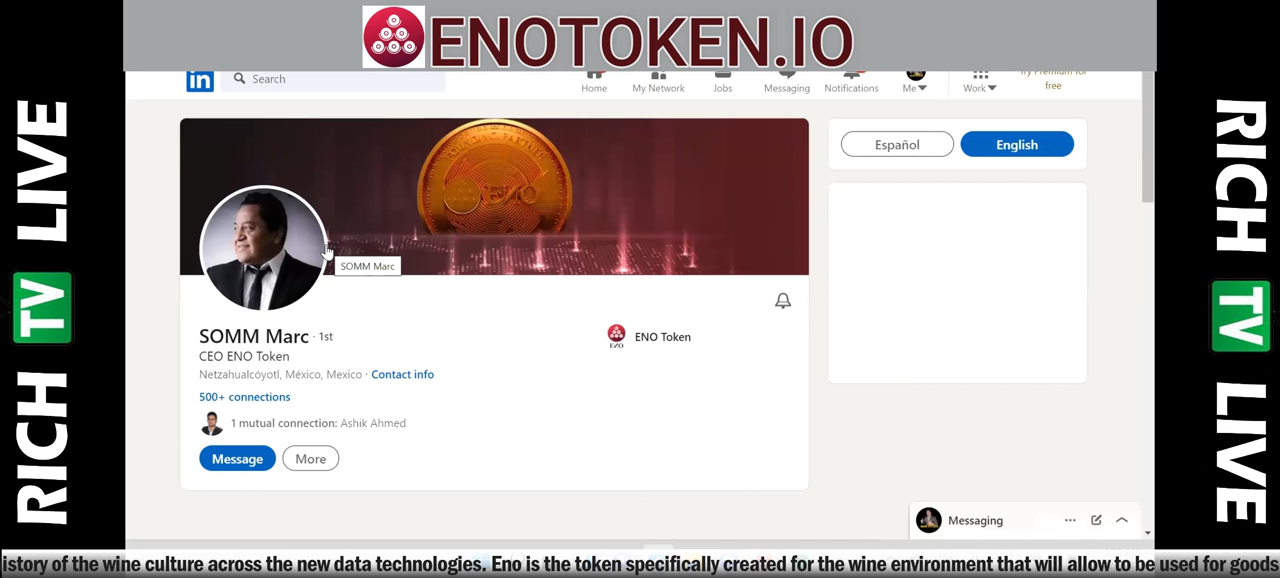 ENOTOKEN.IO
RICH TV LIVE
RICH TV LIVE
in
Search
Home
My Network
Jobs
Messaging
Notifications
Me
Work
Try Premium for
free
Español
English
ENO
SOMM Marc
SOMM Marc · 1st
ENO Token
CEO ENO Token
Netzahualcóyotl, México, Mexico · Contact info
500+ connections
1 mutual connection: Ashik Ahmed
Message
More
Messaging
istory of the wine culture across the new data technologies. Eno is the token specifically created for the wine environment that will allow to be used for goods